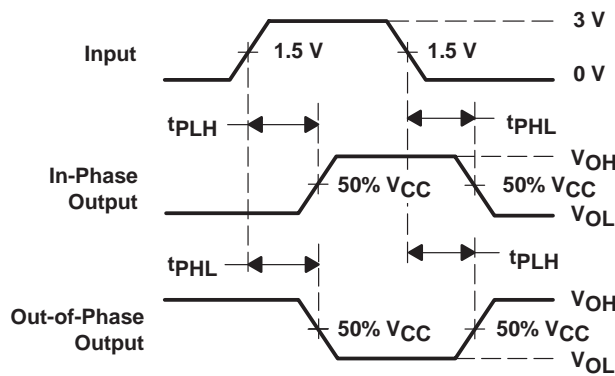 3 V
Input
1.5 V
1.5 V
0 V
tPLH
tPHL
In-Phase
Output
VOH
50% VCC
50% VCC
VOL
tPHL
tPLH
Out-of-Phase
Output
VOH
50% VCC
50% VCC
VOL